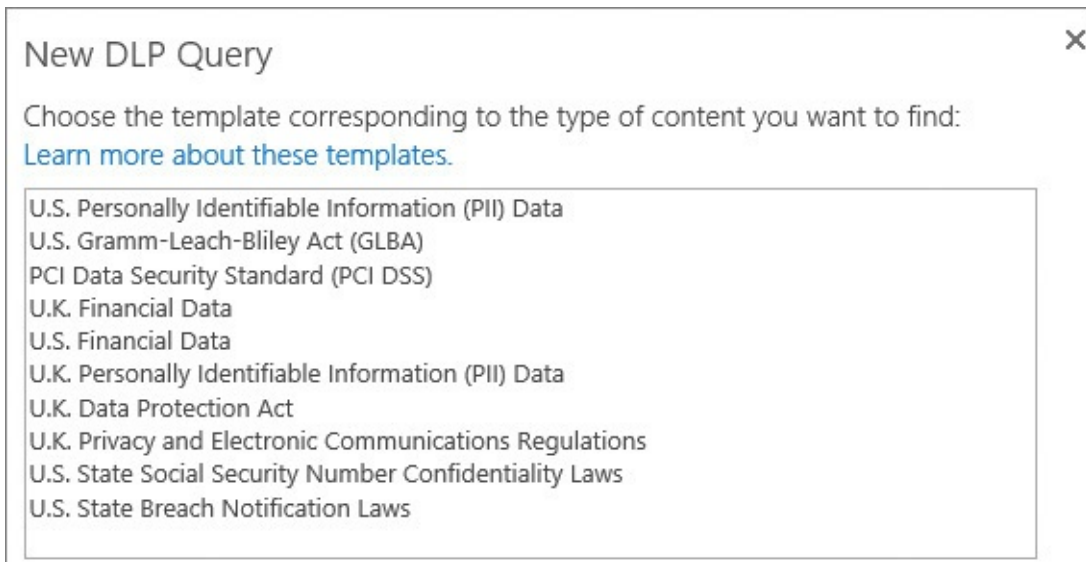 New DLP Query
Choose the template corresponding to the type of content you want to find:
Learn more about these templates.
U.S. Personally Identifiable Information (PII) Data
U.S. Gramm-Leach-Bliley Act (GLBA)
PCI Data Security Standard (PCI DSS)
U.K. Financial Data
U.S. Financial Data
U.K. Personally Identifiable Information (PII) Data
U.K. Data Protection Act
U.K. Privacy and Electronic Communications Regulations
U.S. State Social Security Number Confidentiality Laws
U.S. State Breach Notification Laws